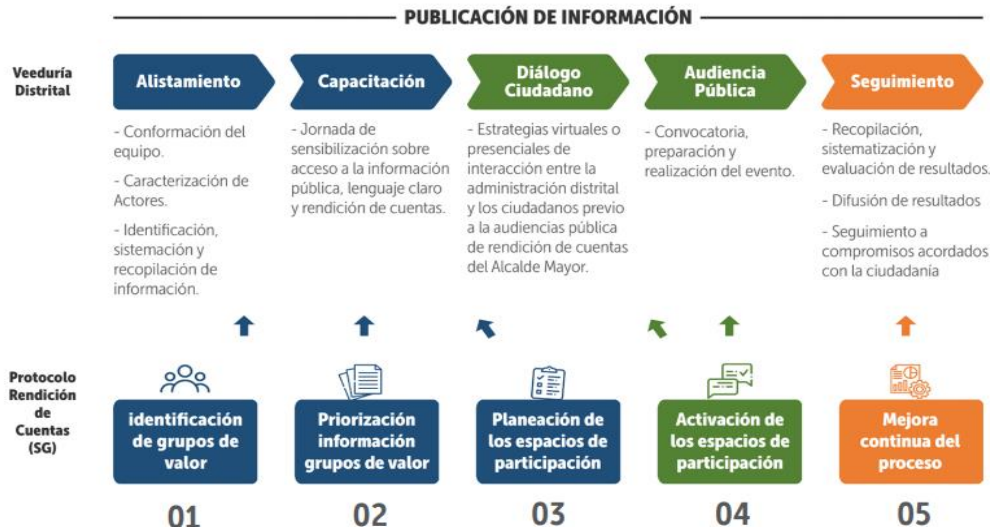 PUBLICACIÓN DE INFORMACIÓN
Veeduría
Distrital
Alistamiento
Capacitación
Diálogo
Ciudadano
Audiencia
Pública
Seguimiento
- Conformación del
equipo.
- Caracterización de
Actores.
- Identificación,
sistemación y
recopilación de
información.
- Jornada de
sensibilización sobre
acceso a la información
pública, lenguaje claro
y rendición de cuentas.
- Estrategias virtuales o
presenciales de
interacción entre la
administración distrital
y los ciudadanos previo
a la audiencias pública
de rendición de cuentas
del Alcalde Mayor.
- Convocatoria,
preparación y
realización del evento.
- Recopilación,
sistematización y
evaluación de resultados.
- Difusión de resultados
- Seguimiento a
compromisos acordados
con la ciudadanía
Protocolo
Rendición
de
Cuentas
(SG)
identificación
de grupos de
valor
Priorización
información
grupos de valor
Planeación de
los espacios de
participación
Activación de
los espacios de
participación
Mejora
continua del
proceso
01
02
03
04
05